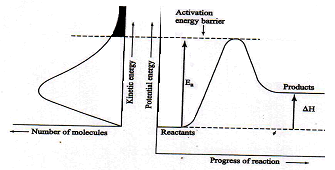 Activation
energy barrier
Kinetic energy
Potential energy
Eₐ
Products
ΔH
Number of molecules
Reactants
Progress of reaction